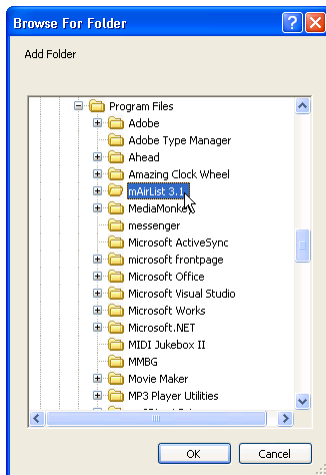 Browse For Folder
Add Folder
Program Files
Adobe
Adobe Type Manager
Ahead
Amazing Clock Wheel
mAirList 3.1
MediaMonkey
messenger
Microsoft ActiveSync
microsoft frontpage
Microsoft Office
Microsoft Visual Studio
Microsoft Works
Microsoft.NET
MIDI Jukebox II
MMBG
Movie Maker
MP3 Player Utilities
OK
Cancel